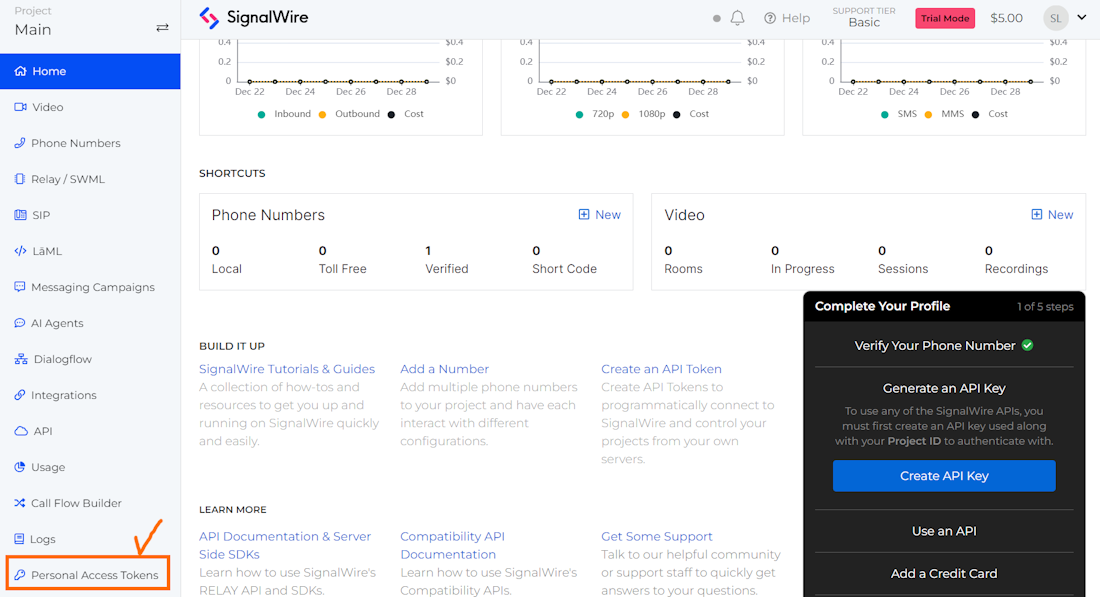 Project
Main
SignalWire
Help
SUPPORT TIER
Basic
Trial Mode
$5.00
SL
Home
Video
Phone Numbers
Relay / SWML
SIP
LāML
Messaging Campaigns
AI Agents
Dialogflow
Integrations
API
Usage
Call Flow Builder
Logs
Personal Access Tokens
0.4 $0.4
0.2 $0.2
0 $0
Dec 22 Dec 24 Dec 26 Dec 28
Inbound Outbound Cost
0.4 $0.4
0.2 $0.2
0 $0
Dec 22 Dec 24 Dec 26 Dec 28
720p 1080p Cost
0.4 $0.4
0.2 $0.2
0 $0
Dec 22 Dec 24 Dec 26 Dec 28
SMS MMS Cost
SHORTCUTS
Phone Numbers New
0 0 1 0
Local Toll Free Verified Short Code
Video New
0 0 0 0
Rooms In Progress Sessions Recordings
BUILD IT UP
SignalWire Tutorials & Guides
A collection of how-tos and
resources to get you up and
running on SignalWire quickly
and easily.
Add a Number
Add multiple phone numbers
to your project and have each
interact with different
configurations.
Create an API Token
Create API Tokens to
programmatically connect to
SignalWire and control your
projects from your own
servers.
LEARN MORE
API Documentation & Server
Side SDKs
Learn how to use SignalWire's
RELAY API and SDKs.
Compatibility API
Documentation
Learn how to use SignalWire's
Compatibility APIs.
Get Some Support
Talk to our helpful community
or support staff to quickly get
answers to your questions.
Complete Your Profile 1 of 5 steps
Verify Your Phone Number
Generate an API Key
To use any of the SignalWire APIs, you
must first create an API key used along
with your Project ID to authenticate with.
Create API Key
Use an API
Add a Credit Card